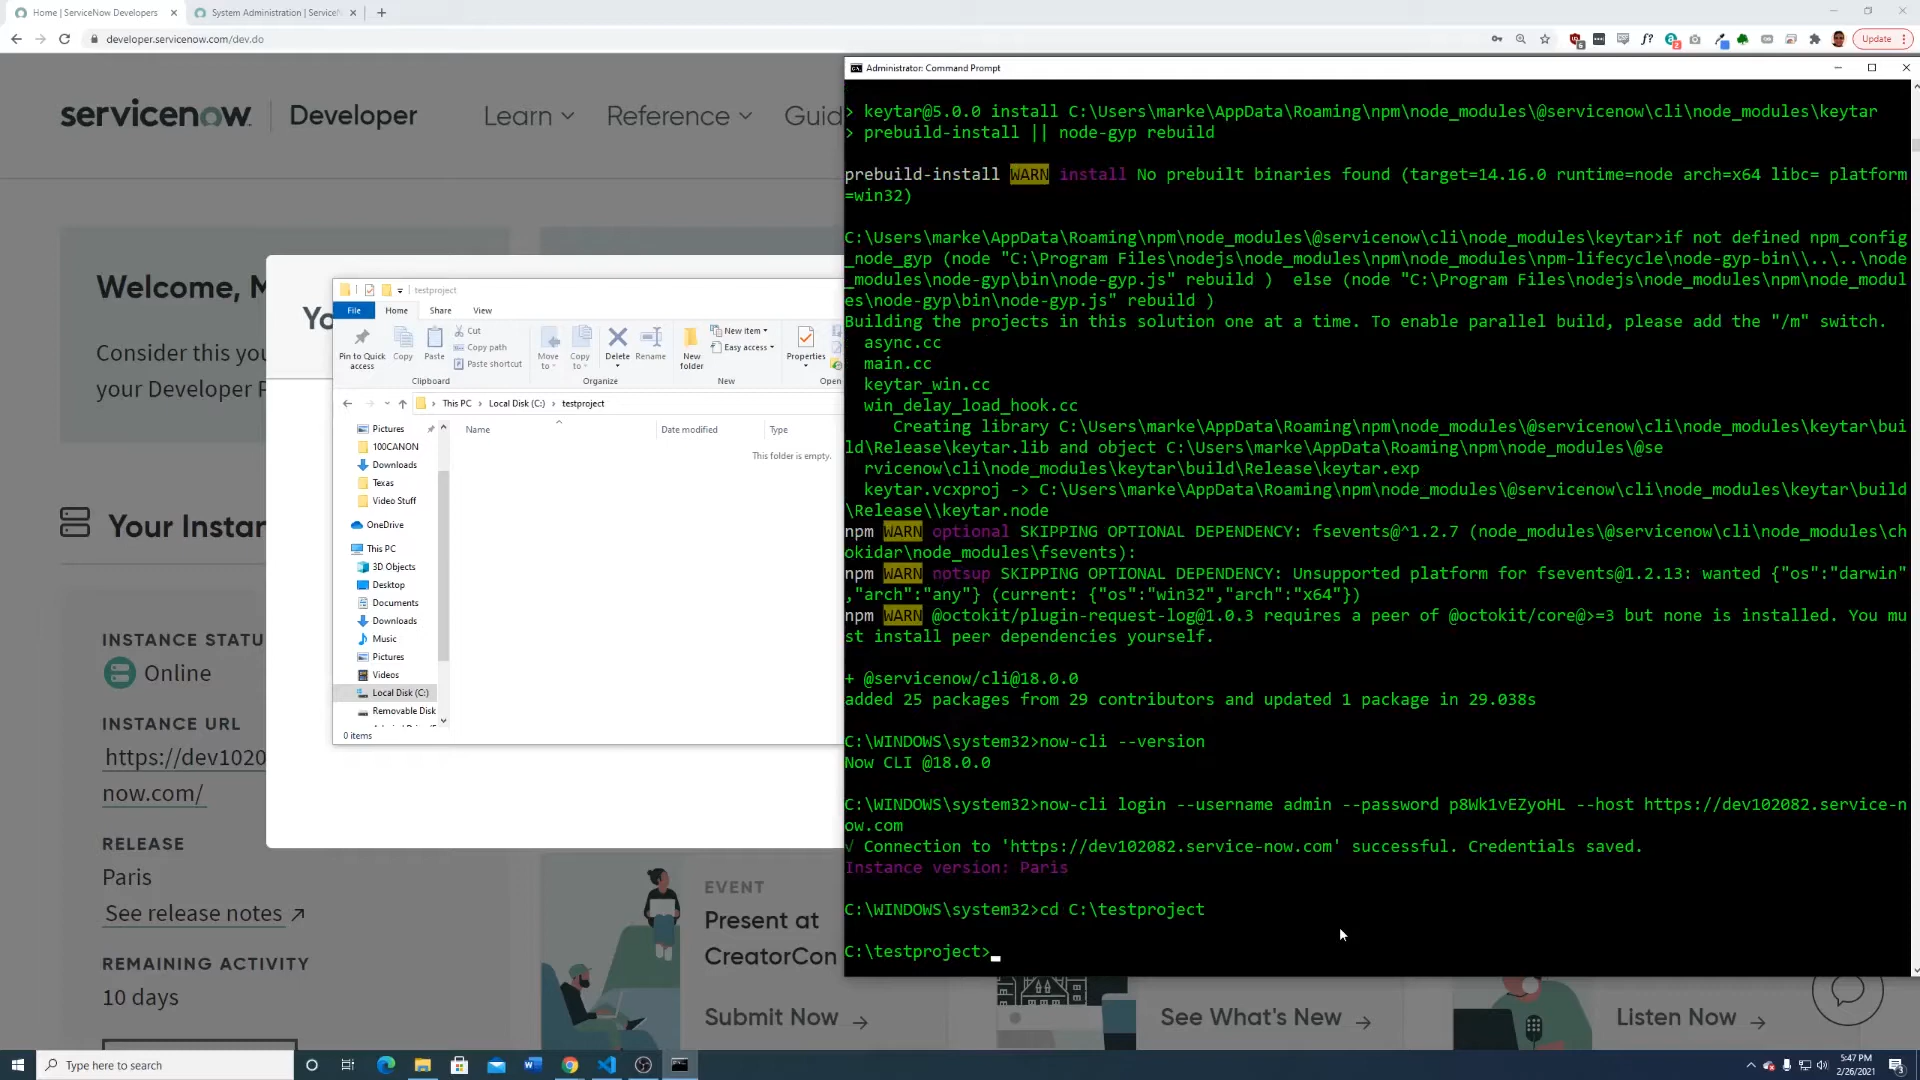 Home | ServiceNow Developers
System Administration | ServiceN
developer.servicenow.com/dev.do
Update
servicenow
Developer
Learn
Reference
Guid
Welcome, M
Consider this you
your Developer P
Yo
Your Instan
INSTANCE STATU
Online
INSTANCE URL
https://dev1020
now.com/
RELEASE
Paris
See release notes
REMAINING ACTIVITY
10 days
testproject
File
Home
Share
View
Pin to Quick access
Copy
Paste
Cut
Copy path
Paste shortcut
Clipboard
Move to
Copy to
Delete
Rename
Organize
New folder
New item
Easy access
New
Properties
Open
This PC
Local Disk (C:)
testproject
Name
Date modified
Type
This folder is empty.
Pictures
100CANON
Downloads
Texas
Video Stuff
OneDrive
This PC
3D Objects
Desktop
Documents
Downloads
Music
Pictures
Videos
Local Disk (C:)
Removable Disk
0 items
Administrator: Command Prompt
> keytar@5.0.0 install C:\Users\marke\AppData\Roaming\npm\node_modules\@servicenow\cli\node_modules\keytar
> prebuild-install || node-gyp rebuild
prebuild-install WARN install No prebuilt binaries found (target=14.16.0 runtime=node arch=x64 libc= platform
=win32)
C:\Users\marke\AppData\Roaming\npm\node_modules\@servicenow\cli\node_modules\keytar>if not defined npm_config
_node_gyp (node "C:\Program Files\nodejs\node_modules\npm\node_modules\npm-lifecycle\node-gyp-bin\\..\..\node
_modules\node-gyp\bin\node-gyp.js" rebuild )  else (node "C:\Program Files\nodejs\node_modules\npm\node_modul
es\node-gyp\bin\node-gyp.js" rebuild )
Building the projects in this solution one at a time. To enable parallel build, please add the "/m" switch.
async.cc
main.cc
keytar_win.cc
win_delay_load_hook.cc
Creating library C:\Users\marke\AppData\Roaming\npm\node_modules\@servicenow\cli\node_modules\keytar\bui
ld\Release\keytar.lib and object C:\Users\marke\AppData\Roaming\npm\node_modules\@se
rvicenow\cli\node_modules\keytar\build\Release\keytar.exp
keytar.vcxproj -> C:\Users\marke\AppData\Roaming\npm\node_modules\@servicenow\cli\node_modules\keytar\build
\Release\\keytar.node
npm WARN optional SKIPPING OPTIONAL DEPENDENCY: fsevents@^1.2.7 (node_modules\@servicenow\cli\node_modules\ch
okidar\node_modules\fsevents):
npm WARN notsup SKIPPING OPTIONAL DEPENDENCY: Unsupported platform for fsevents@1.2.13: wanted {"os":"darwin"
,"arch":"any"} (current: {"os":"win32","arch":"x64"})
npm WARN @octokit/plugin-request-log@1.0.3 requires a peer of @octokit/core@>=3 but none is installed. You mu
st install peer dependencies yourself.
+ @servicenow/cli@18.0.0
added 25 packages from 29 contributors and updated 1 package in 29.038s
C:\WINDOWS\system32>now-cli --version
Now CLI @18.0.0
C:\WINDOWS\system32>now-cli login --username admin --password p8Wk1vEZyoHL --host https://dev102082.service-n
ow.com
√ Connection to 'https://dev102082.service-now.com' successful. Credentials saved.
Instance version: Paris
C:\WINDOWS\system32>cd C:\testproject
C:\testproject>
EVENT
Present at
CreatorCon
Submit Now
See What's New
Listen Now
Type here to search
5:47 PM
2/26/2021